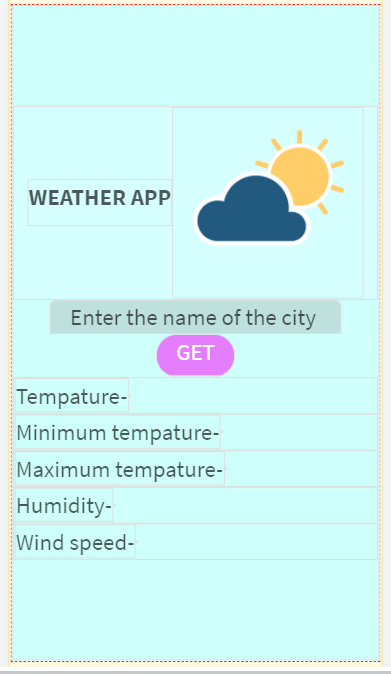 WEATHER APP
Enter the name of the city
GET
Tempature-
Minimum tempature-
Maximum tempature-
Humidity-
Wind speed-